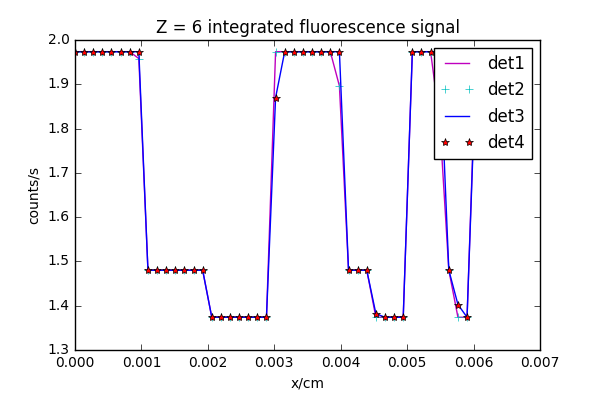 Z = 6 integrated fluorescence signal
2.0
1.9
1.8
1.7
1.6
1.5
1.4
1.3
counts/s
det1
det2
det3
det4
0.000 0.001 0.002 0.003 0.004 0.005 0.006 0.007
x/cm